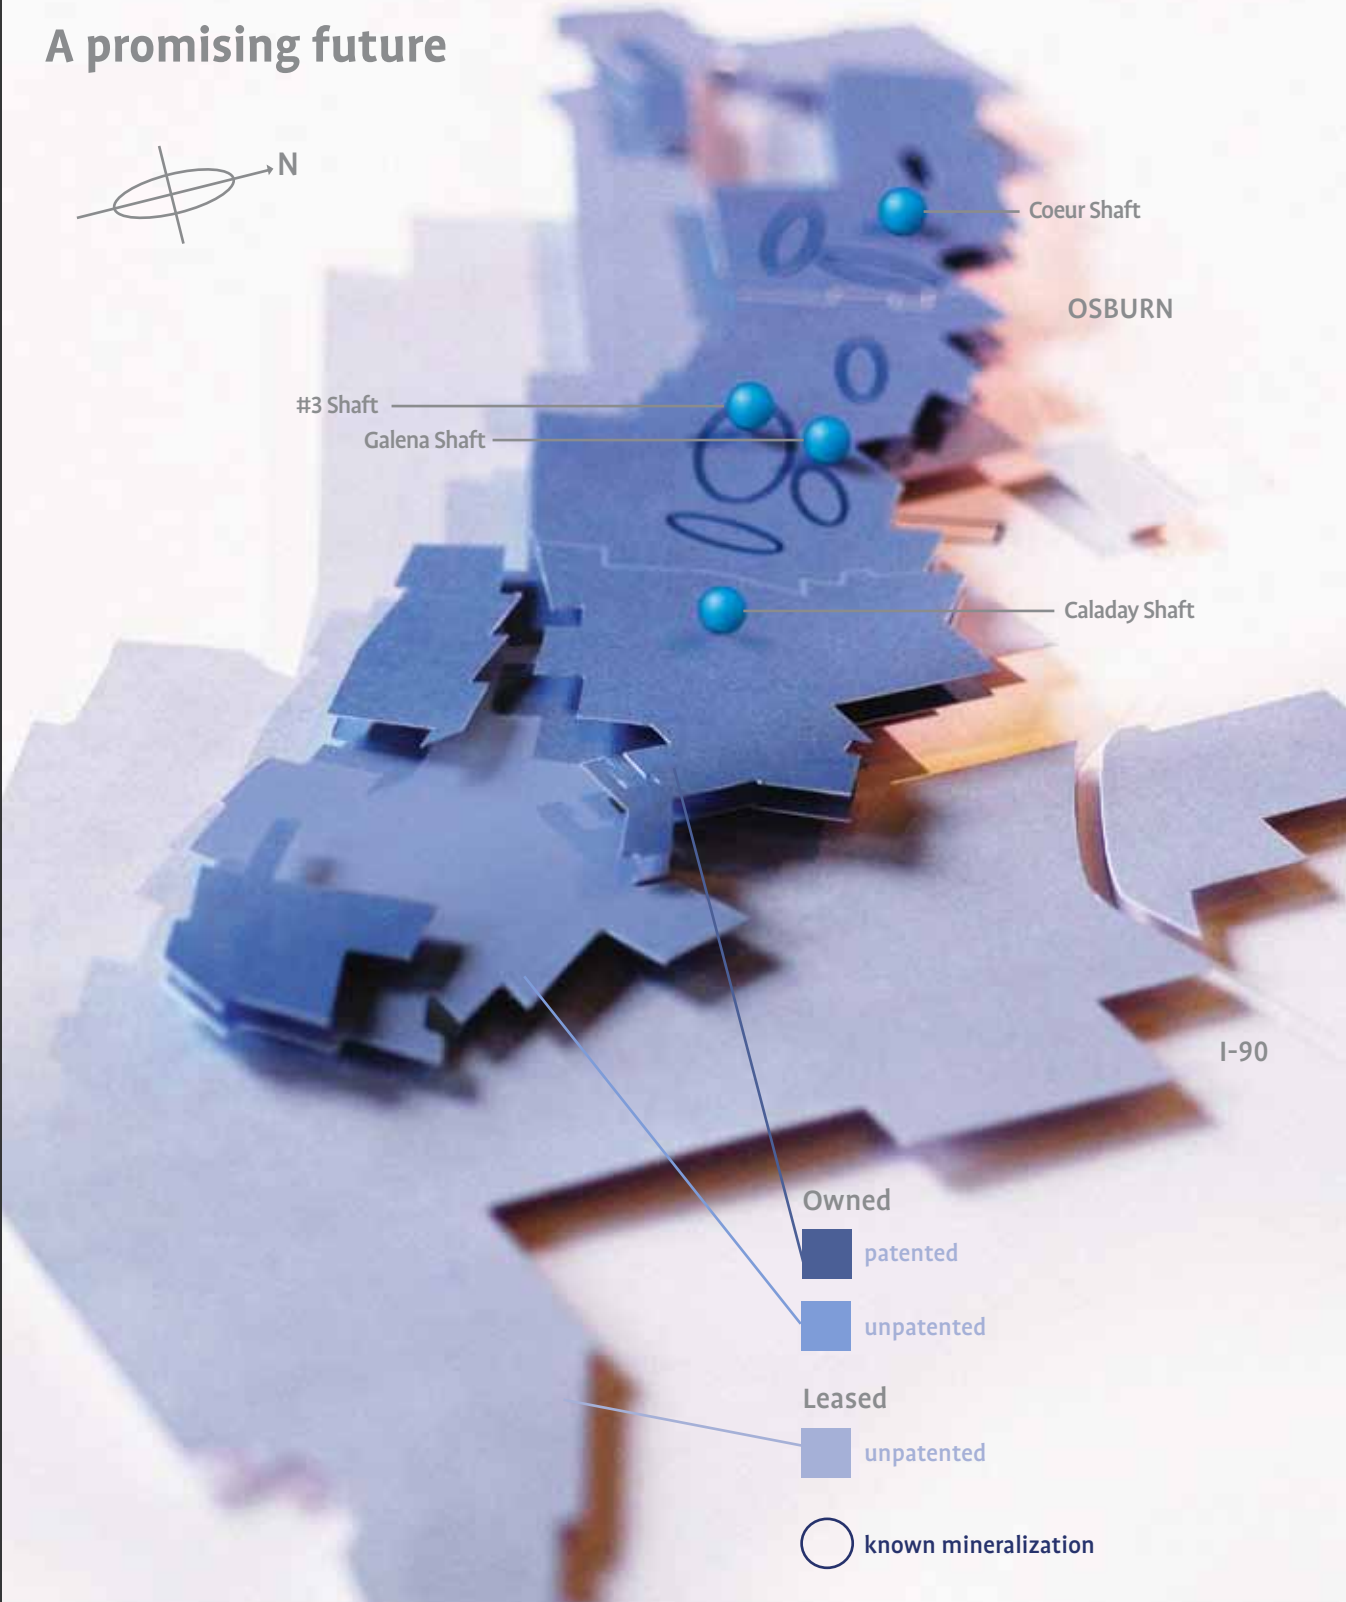 A promising future
N
Coeur Shaft
OSBURN
#3 Shaft
Galena Shaft
Caladay Shaft
I-90
Owned
patented
unpatented
Leased
unpatented
known mineralization